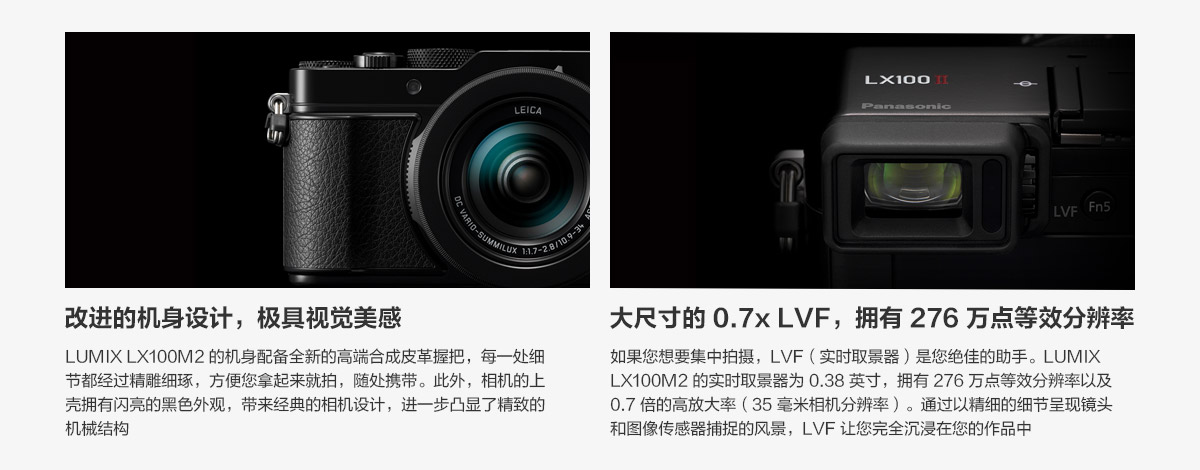 LEICA
DC VARIO-SUMMILUX 1:1.7-2.8/10.9-34
LX100 II
Panasonic
LVF
Fn5
改进的机身设计，极具视觉美感
LUMIX LX100M2 的机身配备全新的高端合成皮革握把，每一处细
节都经过精雕细琢，方便您拿起来就拍，随处携带。此外，相机的上
壳拥有闪亮的黑色外观，带来经典的相机设计，进一步凸显了精致的
机械结构
大尺寸的 0.7x LVF，拥有 276 万点等效分辨率
如果您想要集中拍摄，LVF（实时取景器）是您绝佳的助手。LUMIX
LX100M2 的实时取景器为 0.38 英寸，拥有 276 万点等效分辨率以及
0.7 倍的高放大率（35 毫米相机分辨率）。通过以精细的细节呈现镜头
和图像传感器捕捉的风景，LVF 让您完全沉浸在您的作品中